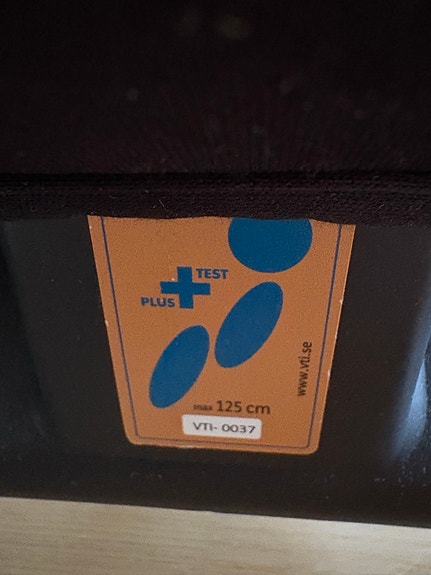 TEST
PLUS
www.vti.se
max 125 cm
VTI- 0037